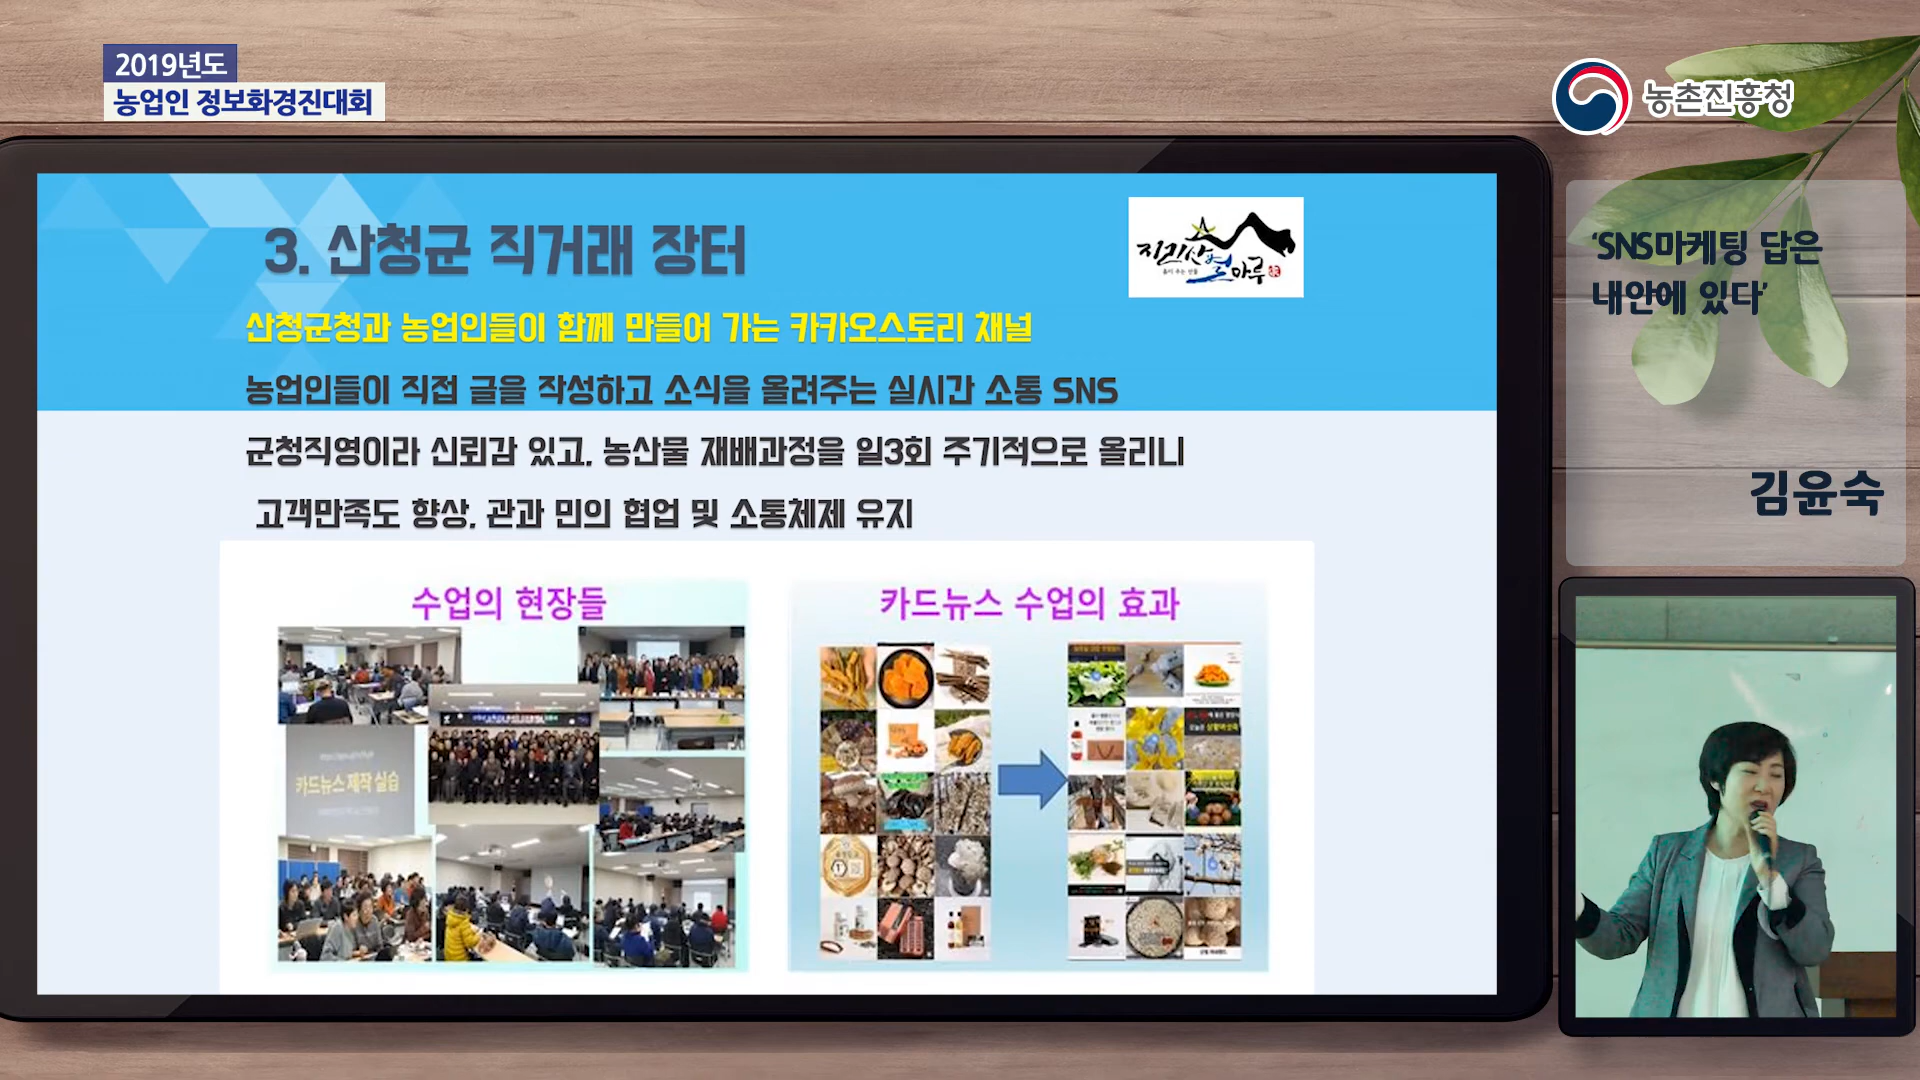 2019년도
농업인 정보화경진대회
농촌진흥청
3. 산청군 직거래 장터
지리산
별마루
산청군청과 농업인들이 함께 만들어 가는 카카오스토리 채널
농업인들이 직접 글을 작성하고 소식을 올려주는 실시간 소통 SNS
군청직영이라 신뢰감 있고, 농산물 재배과정을 일3회 주기적으로 올리니
고객만족도 향상, 관과 민의 협업 및 소통체제 유지
수업의 현장들
카드뉴스 제작 실습
카드뉴스 수업의 효과
‘SNS마케팅 답은
내안에 있다’
김윤숙